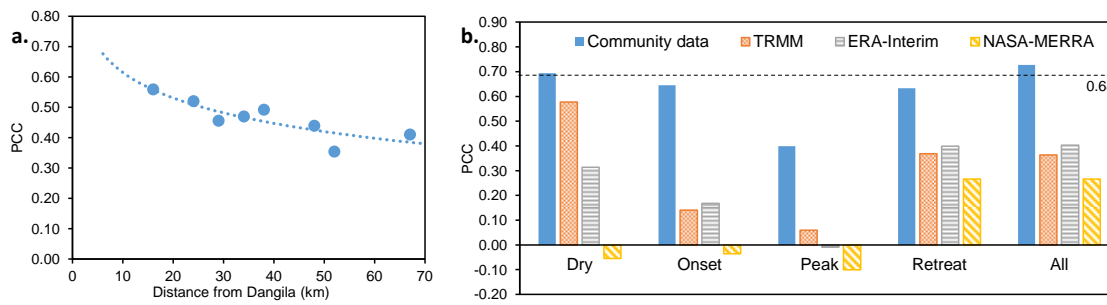 a.
0.80
0.70
0.60
0.50
0.40
0.30
0.20
0.10
0.00
PCC
0 10 20 30 40 50 60 70
Distance from Dangila (km)
b.
0.90
0.70
0.50
0.30
0.10
-0.10
0.00
-0.20
0.80
0.60
0.40
0.20
PCC
Community data TRMM ERA-Interim NASA-MERRA
0.6
Dry Onset Peak Retreat All